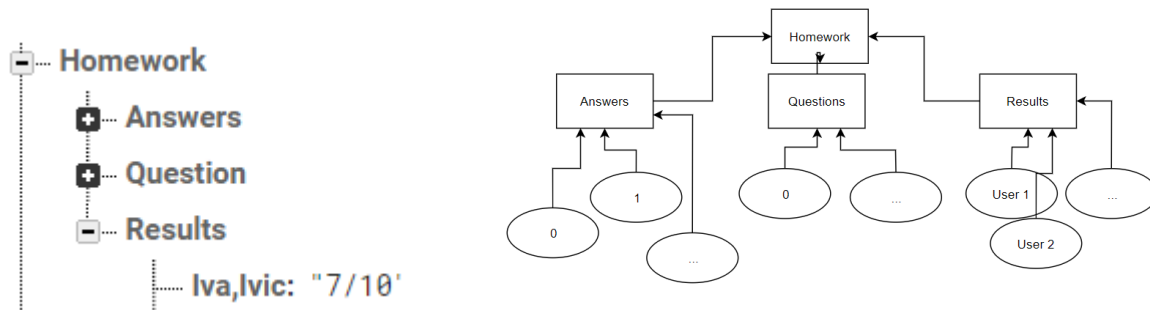 Homework
Answers
Question
Results
Iva,Ivic: "7/10"
Homework
Answers
Questions
Results
0
1
...
0
...
User 1
User 2
...